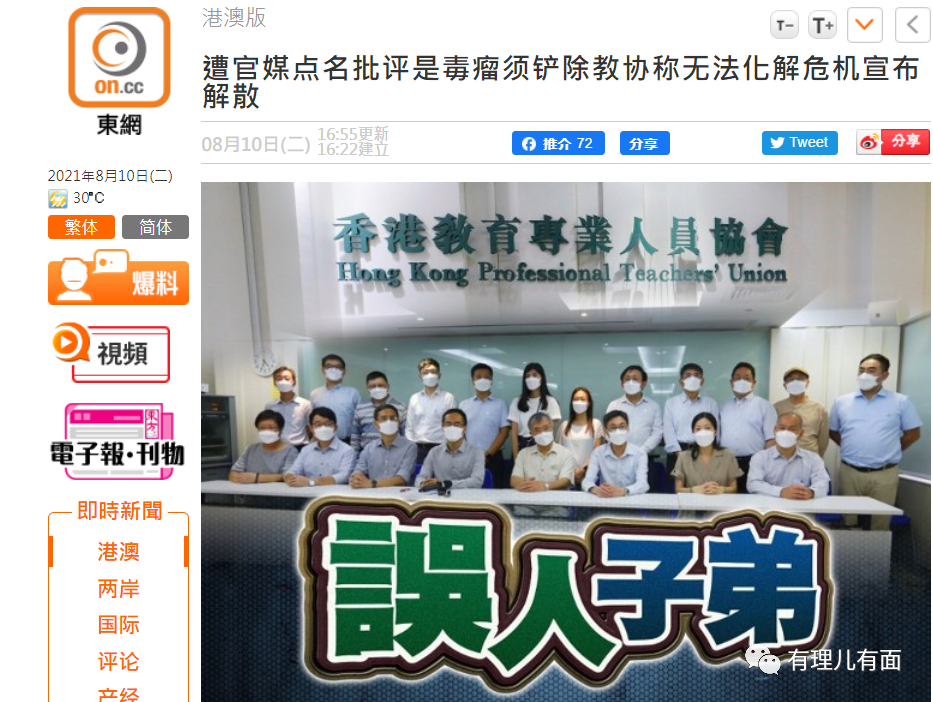 on.cc
東網
2021年8月10日(二)
30°C
繁体
简体
爆料
視頻
電子報·刊物
即時新聞
港澳
两岸
国际
评论
产经
港澳版
T-
T+
遭官媒点名批评是毒瘤须铲除教协称无法化解危机宣布
解散
08月10日(二)
16:55更新
16:22建立
推介 72
分享
Tweet
分享
香港教育專業人員協會
Hong Kong Professional Teachers' Union
誤人子弟
有理儿有面